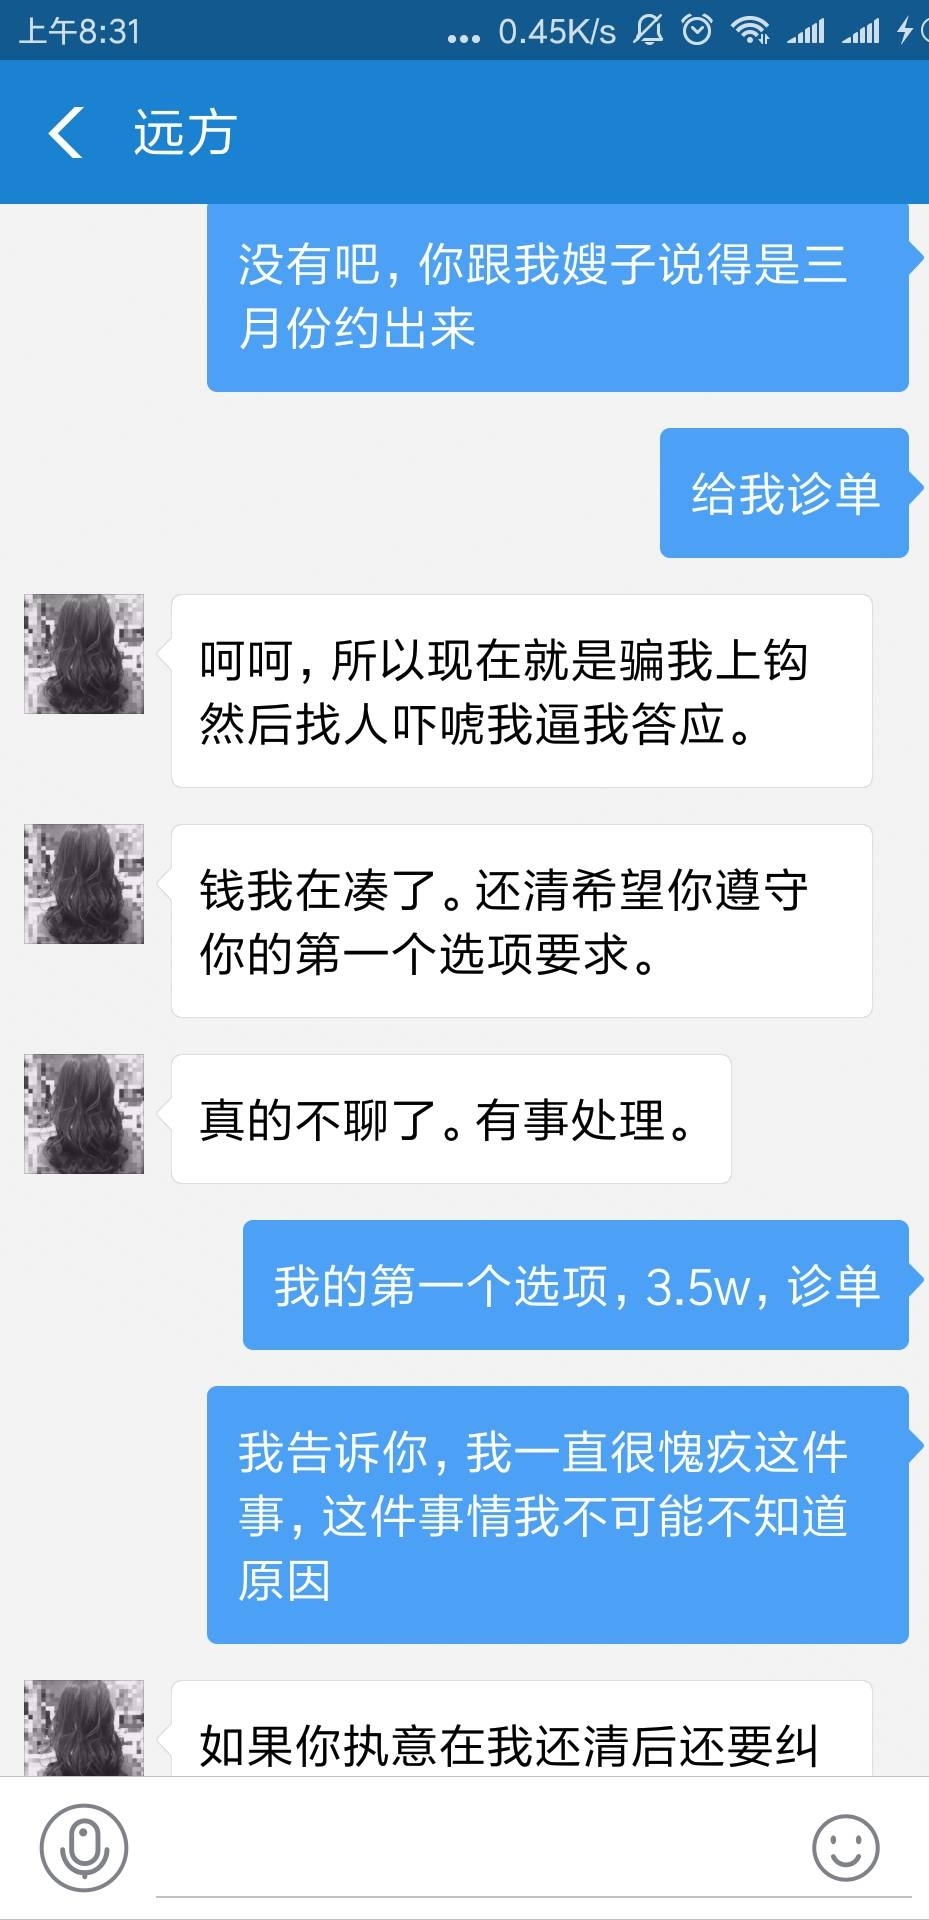 上午8:31
... 0.45K/s
远方
没有吧，你跟我嫂子说得是三
月份约出来
给我诊单
呵呵，所以现在就是骗我上钩
然后找人吓唬我逼我答应。
钱我在凑了。还清希望你遵守
你的第一个选项要求。
真的不聊了。有事处理。
我的第一个选项，3.5w，诊单
我告诉你，我一直很愧疚这件
事，这件事情我不可能不知道
原因
如果你执意在我还清后还要纠